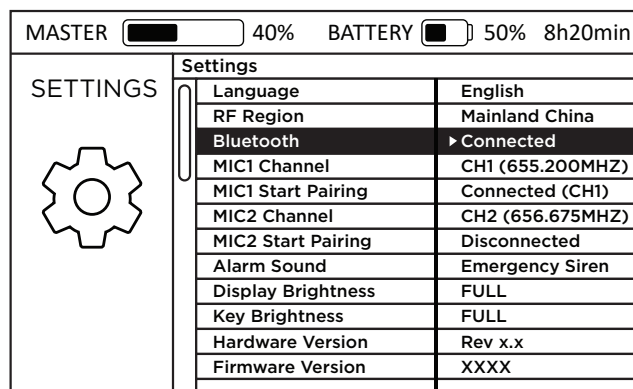 MASTER 40% BATTERY 50% 8h20min
SETTINGS
Settings
Language English
RF Region Mainland China
Bluetooth Connected
MIC1 Channel CH1 (655.200MHZ)
MIC1 Start Pairing Connected (CH1)
MIC2 Channel CH2 (656.675MHZ)
MIC2 Start Pairing Disconnected
Alarm Sound Emergency Siren
Display Brightness FULL
Key Brightness FULL
Hardware Version Rev x.x
Firmware Version XXXX